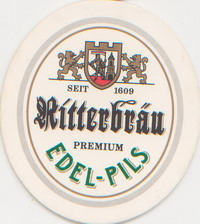 SEIT 1609
Ritterbräu
PREMIUM
EDEL-PILS